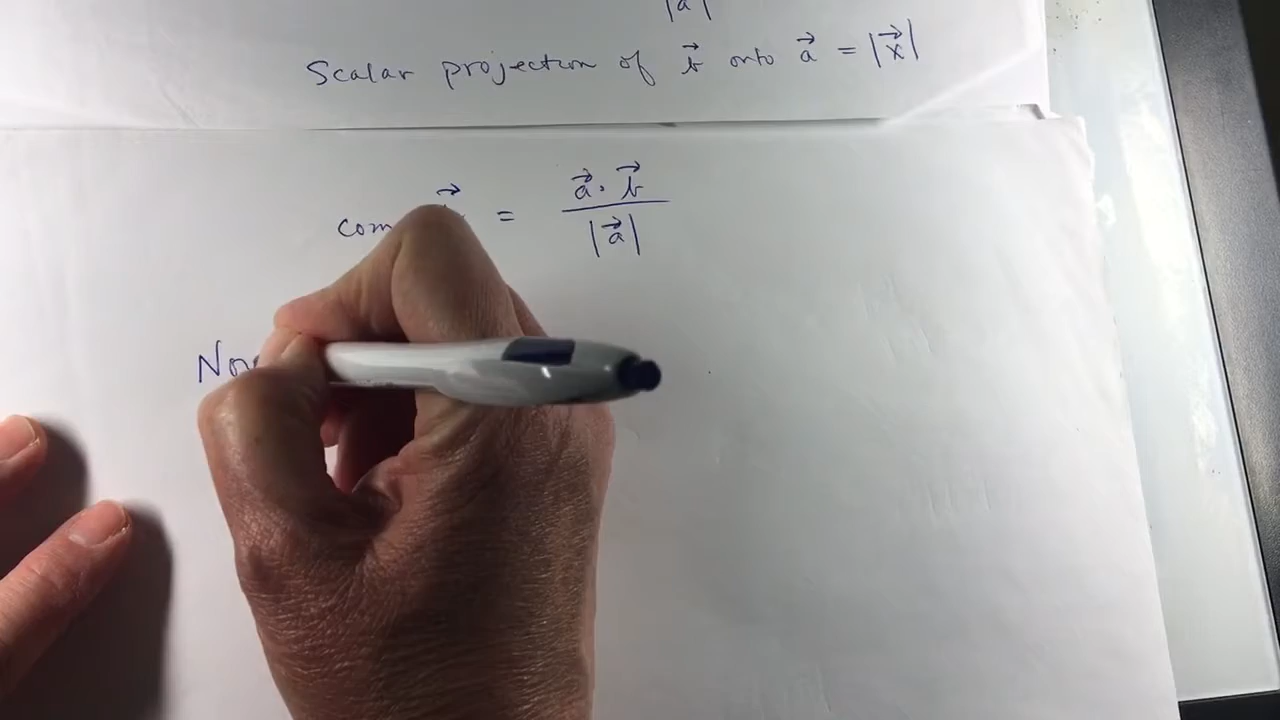 |a|
Scalar projection of b⃗ onto a⃗ = |x⃗|
a⃗ · b⃗
com = 
|a⃗|